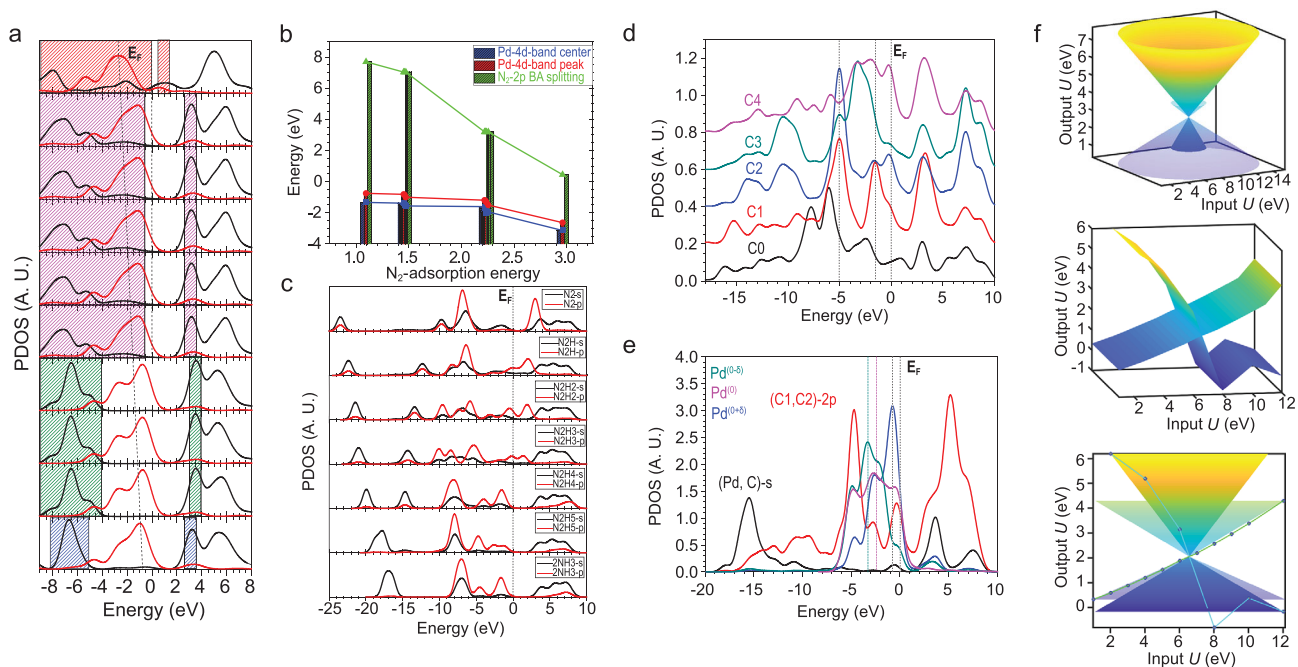 a
E_F
PDOS (A. U.)
-8 -6 -4 -2 0 2 4 6 8
Energy (eV)
b
Pd-4d-band center
Pd-4d-band peak
N₂-2p BA splitting
Energy (eV)
8
6
4
2
0
-2
-4
1.0 1.5 2.0 2.5 3.0
N₂-adsorption energy
c
E_F
N2-s
N2-p
N2H-s
N2H-p
N2H2-s
N2H2-p
N2H3-s
N2H3-p
N2H4-s
N2H4-p
N2H5-s
N2H5-p
2NH3-s
2NH3-p
PDOS (A. U.)
-25 -20 -15 -10 -5 0 5 10
Energy (eV)
d
E_F
PDOS (A. U.)
1.2
1.0
0.8
0.6
0.4
0.2
0.0
C4
C3
C2
C1
C0
-15 -10 -5 0 5 10
Energy (eV)
e
E_F
PDOS (A. U.)
4.0
3.5
3.0
2.5
2.0
1.5
1.0
0.5
0.0
Pd⁽⁰⁻ᵟ⁾
Pd⁽⁰⁾
Pd⁽⁰⁺ᵟ⁾
(C1,C2)-2p
(Pd, C)-s
-20 -15 -10 -5 0 5 10
Energy (eV)
f
Output U (eV)
7
6
5
4
3
2
1
2 4 6 8 10 12 14
Input U (eV)
Output U (eV)
6
5
4
3
2
1
0
-1
2 4 6 8 10 12
Input U (eV)
Output U (eV)
6
5
4
3
2
1
0
2 4 6 8 10 12
Input U (eV)